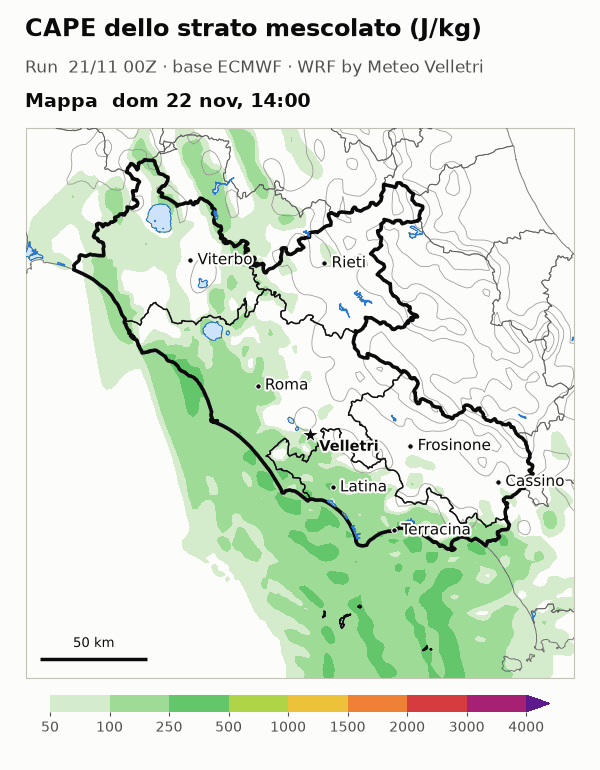 CAPE dello strato mescolato (J/kg)
Run  21/11 00Z · base ECMWF · WRF by Meteo Velletri
Mappa  dom 22 nov, 14:00
Viterbo
Rieti
Roma
Velletri
Frosinone
Latina
Cassino
Terracina
50 km
50 100 250 500 1000 1500 2000 3000 4000